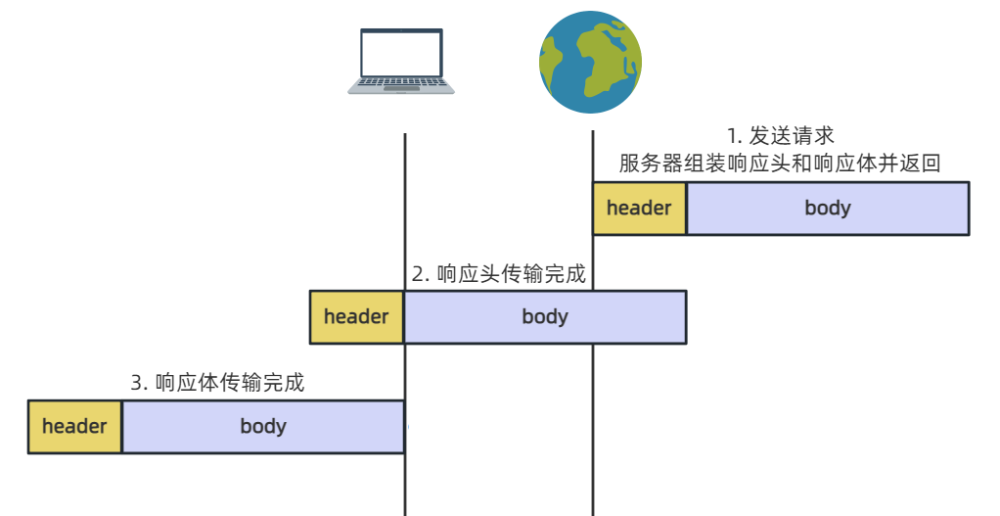 1. 发送请求
服务器组装响应头和响应体并返回
header body
2. 响应头传输完成
header body
3. 响应体传输完成
header body